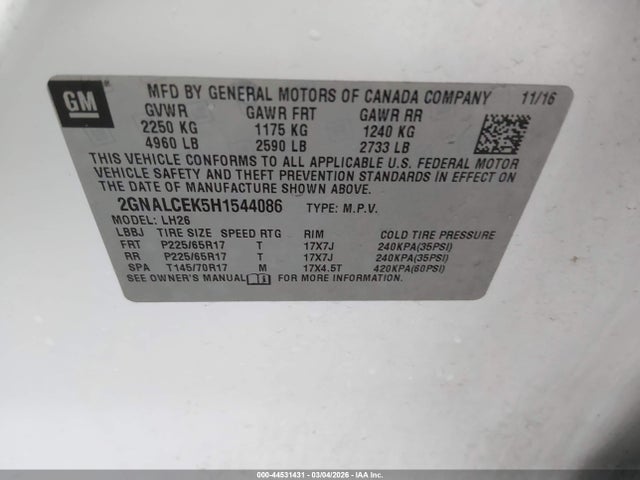 GM
MFD BY GENERAL MOTORS OF CANADA COMPANY 11/16
GVWR GAWR FRT GAWR RR
2250 KG 1175 KG 1240 KG
4960 LB 2590 LB 2733 LB
THIS VEHICLE CONFORMS TO ALL APPLICABLE U.S. FEDERAL MOTOR
VEHICLE SAFETY AND THEFT PREVENTION STANDARDS IN EFFECT ON
THE DATE OF MANUFACTURE SHOWN ABOVE.
2GNALCEK5H1544086 TYPE: M.P.V.
MODEL: LH26
LBBJ TIRE SIZE SPEED RTG RIM COLD TIRE PRESSURE
FRT P225/65R17 T 17X7J 240KPA(35PSI)
RR P225/65R17 T 17X7J 240KPA(35PSI)
SPA T145/70R17 M 17X4.5T 420KPA(60PSI)
SEE OWNER'S MANUAL FOR MORE INFORMATION.
000-44531431 - 03/04/2026 - IAA Inc.